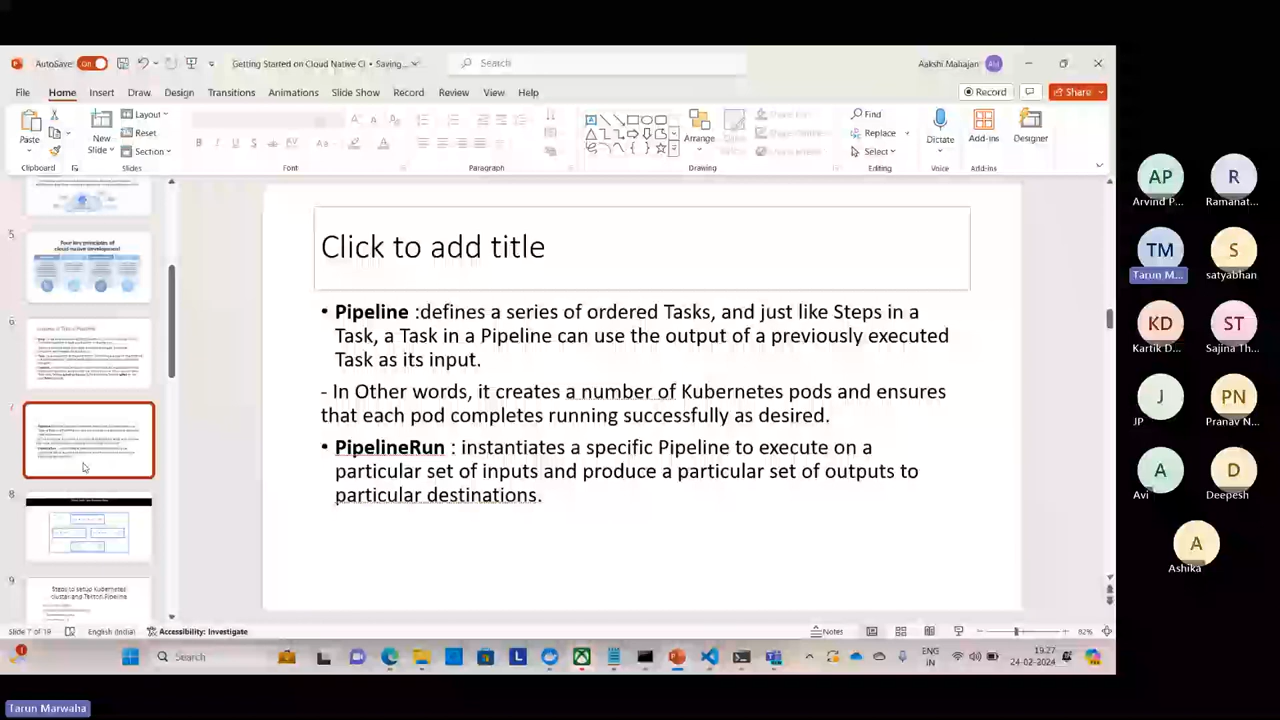 AutoSave On
Getting Started on Cloud Native CI • Saving...
Search
Aakshi Mahajan AM
File Home Insert Draw Design Transitions Animations Slide Show Record Review View Help
Record
Share
Paste
New
Slide
Layout
Reset
Section
Arrange
Find
Replace
Select
Dictate
Add-ins
Designer
Clipboard
Slides
Font
Paragraph
Drawing
Editing
Voice
Add-ins
5
Four key principles of
cloud native development
6
7
8
9
Steps to setup Kubernetes
cluster and Tekton Pipeline
Click to add title
• Pipeline :defines a series of ordered Tasks, and just like Steps in a
Task, a Task in a Pipeline can use the output of a previously executed
Task as its input.
- In Other words, it creates a number of Kubernetes pods and ensures
that each pod completes running successfully as desired.
• PipelineRun : instantiates a specific Pipeline to execute on a
particular set of inputs and produce a particular set of outputs to
particular destinations.
Slide 7 of 19
English (India)
Accessibility: Investigate
Notes
82%
Search
ENG
IN
19.27
24-02-2024
AP
Arvind P...
R
Ramanat...
TM
Tarun M...
S
satyabhan
KD
Kartik D...
ST
Sajina Th...
J
JP
PN
Pranav N...
A
Avi
D
Deepesh
A
Ashika
Tarun Marwaha